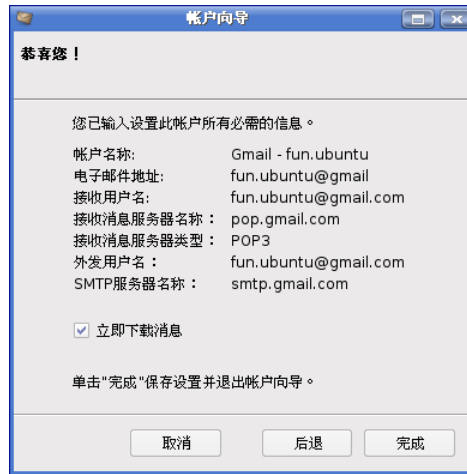 帐户向导
恭喜您！
您已输入设置此帐户所有必需的信息。
帐户名称: Gmail - fun.ubuntu
电子邮件地址: fun.ubuntu@gmail
接收用户名: fun.ubuntu@gmail.com
接收消息服务器名称： pop.gmail.com
接收消息服务器类型： POP3
外发用户名： fun.ubuntu@gmail.com
SMTP服务器名称： smtp.gmail.com
立即下载消息
单击"完成"保存设置并退出帐户向导。
取消 后退 完成